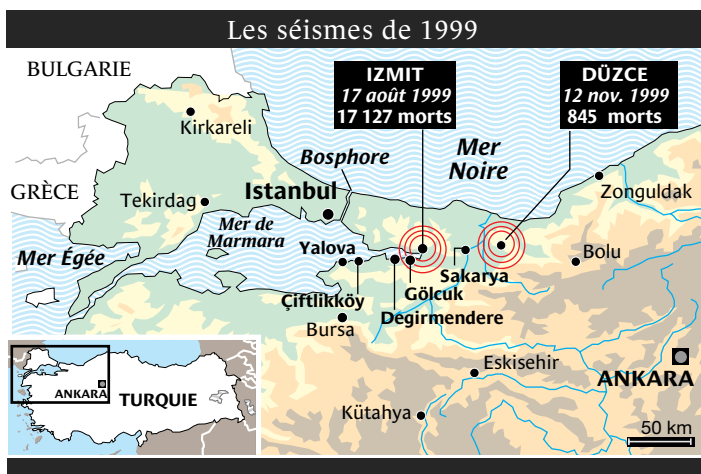 Les séismes de 1999
BULGARIE
IZMIT
17 août 1999
17 127 morts
DÜZCE
12 nov. 1999
845 morts
Kirkareli
Mer
Noire
Bosphore
GRÈCE
Tekirdag
Istanbul
Zonguldak
Mer de
Marmara
Mer Égée
Yalova
Sakarya
Bolu
Çiftlikköy
Gölcuk
Degirmendere
Bursa
Eskisehir
ANKARA
Kütahya
50 km
ANKARA
TURQUIE